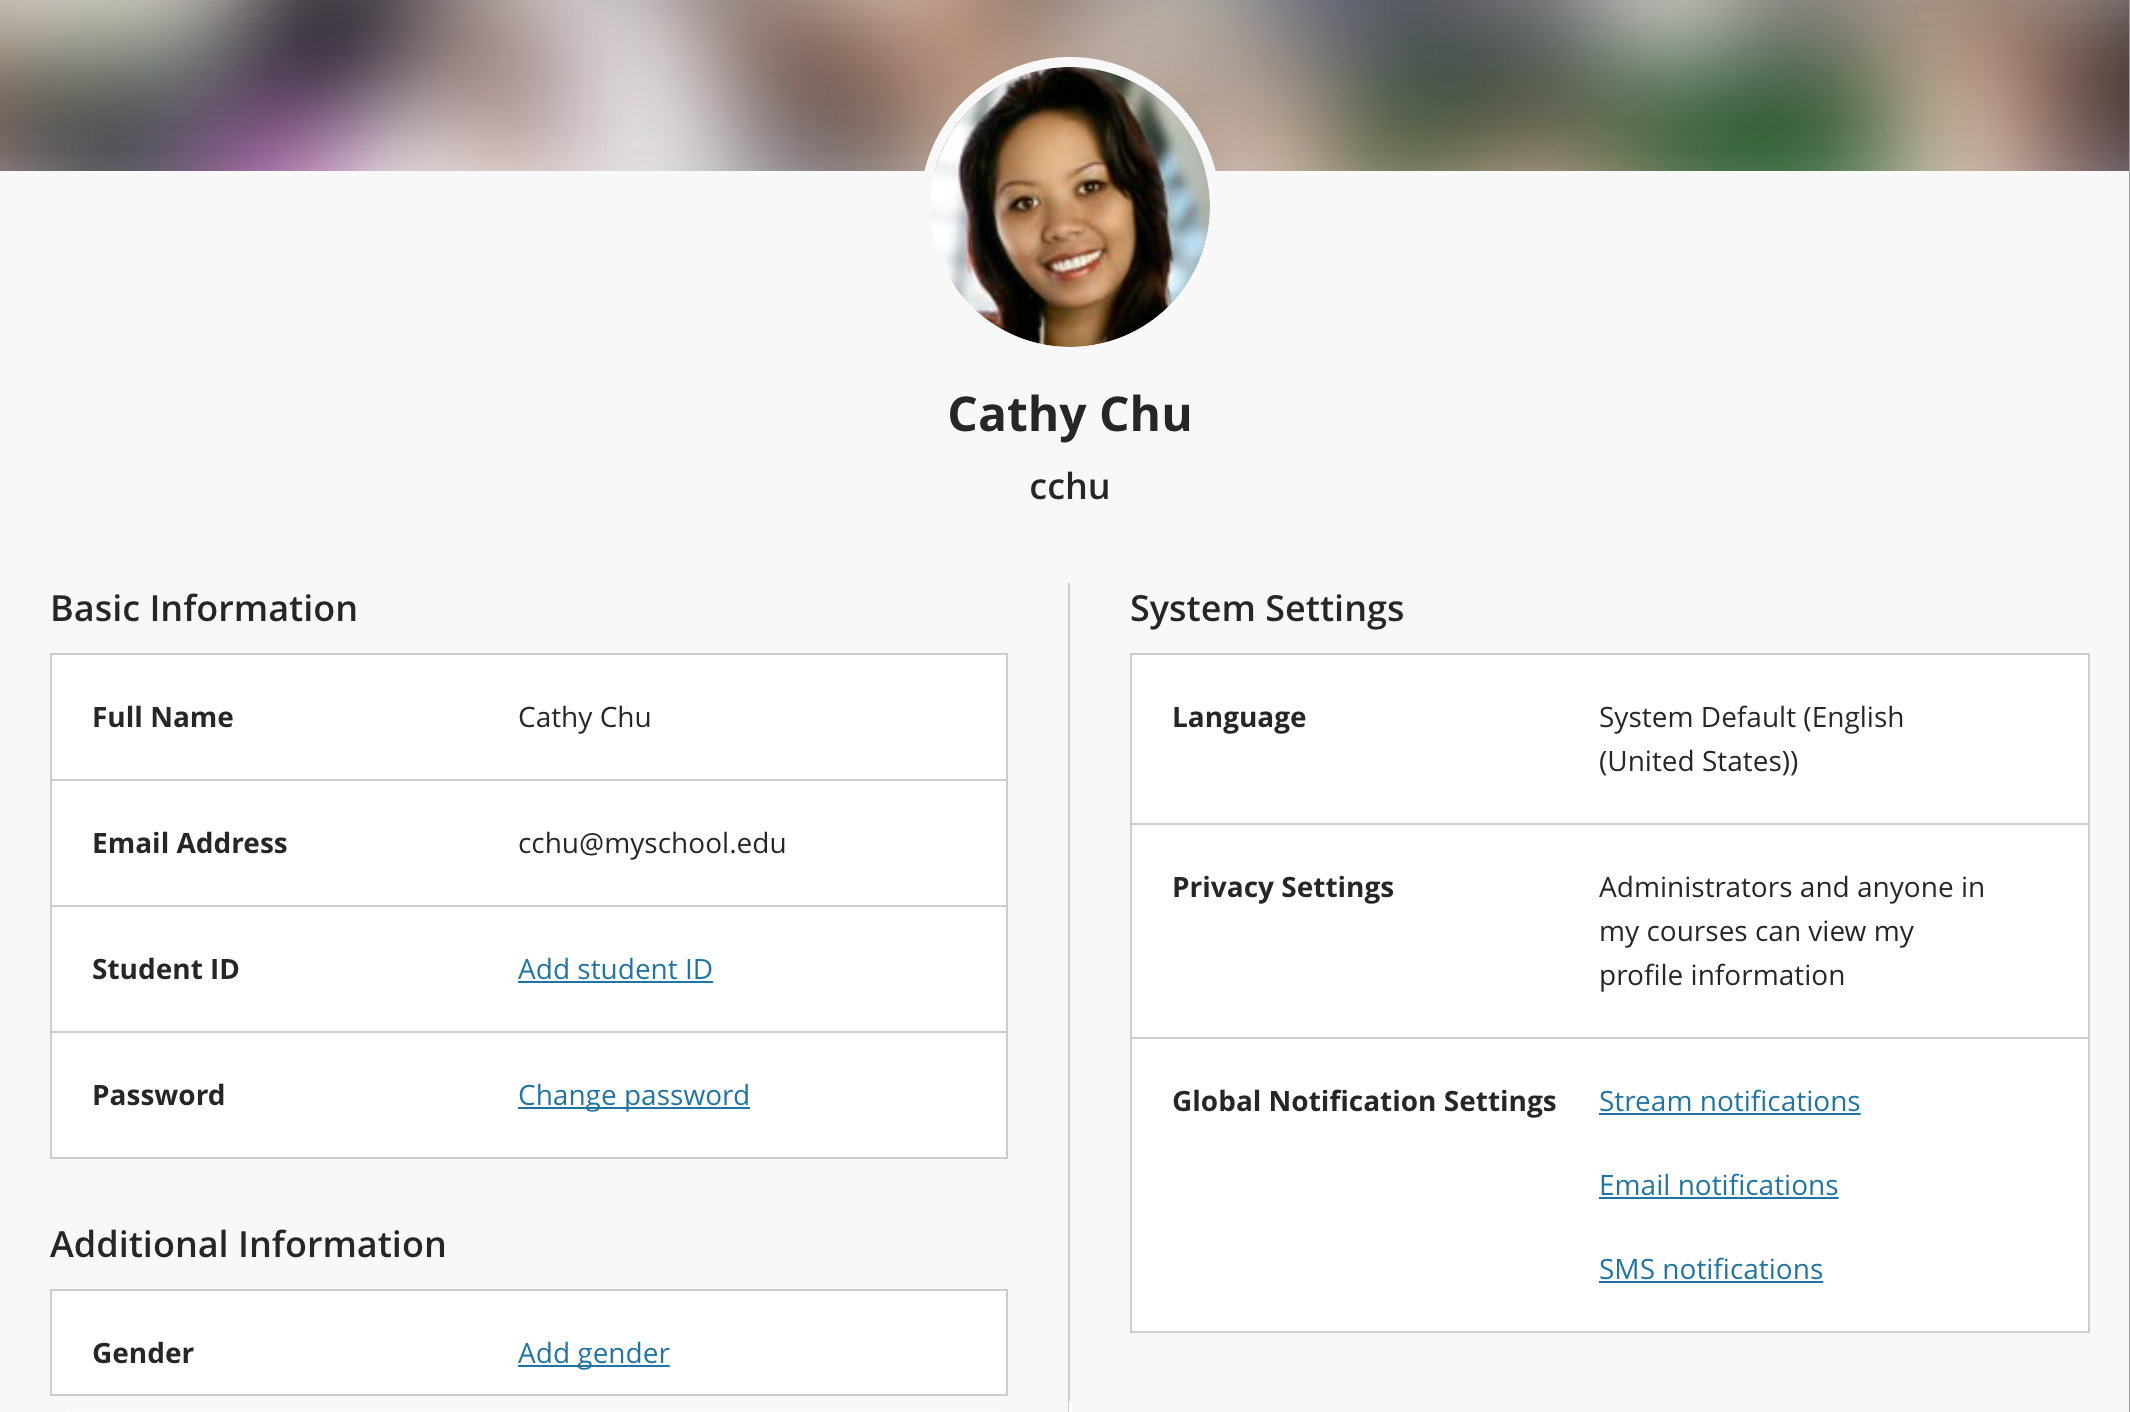 Cathy Chu
cchu
Basic Information
Full Name Cathy Chu
Email Address cchu@myschool.edu
Student ID Add student ID
Password Change password
Additional Information
Gender Add gender
System Settings
Language System Default (English
(United States))
Privacy Settings Administrators and anyone in
my courses can view my
profile information
Global Notification Settings Stream notifications
Email notifications
SMS notifications